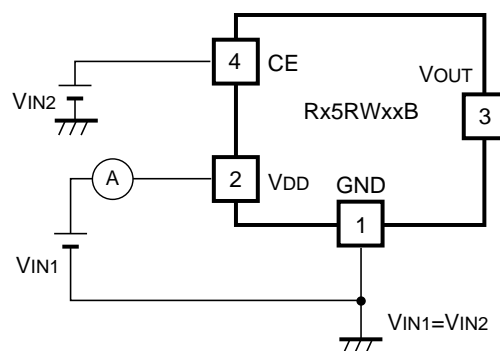 4
CE
VOUT
VIN2
Rx5RWxxB
3
A
2
VDD
GND
1
VIN1
VIN1=VIN2